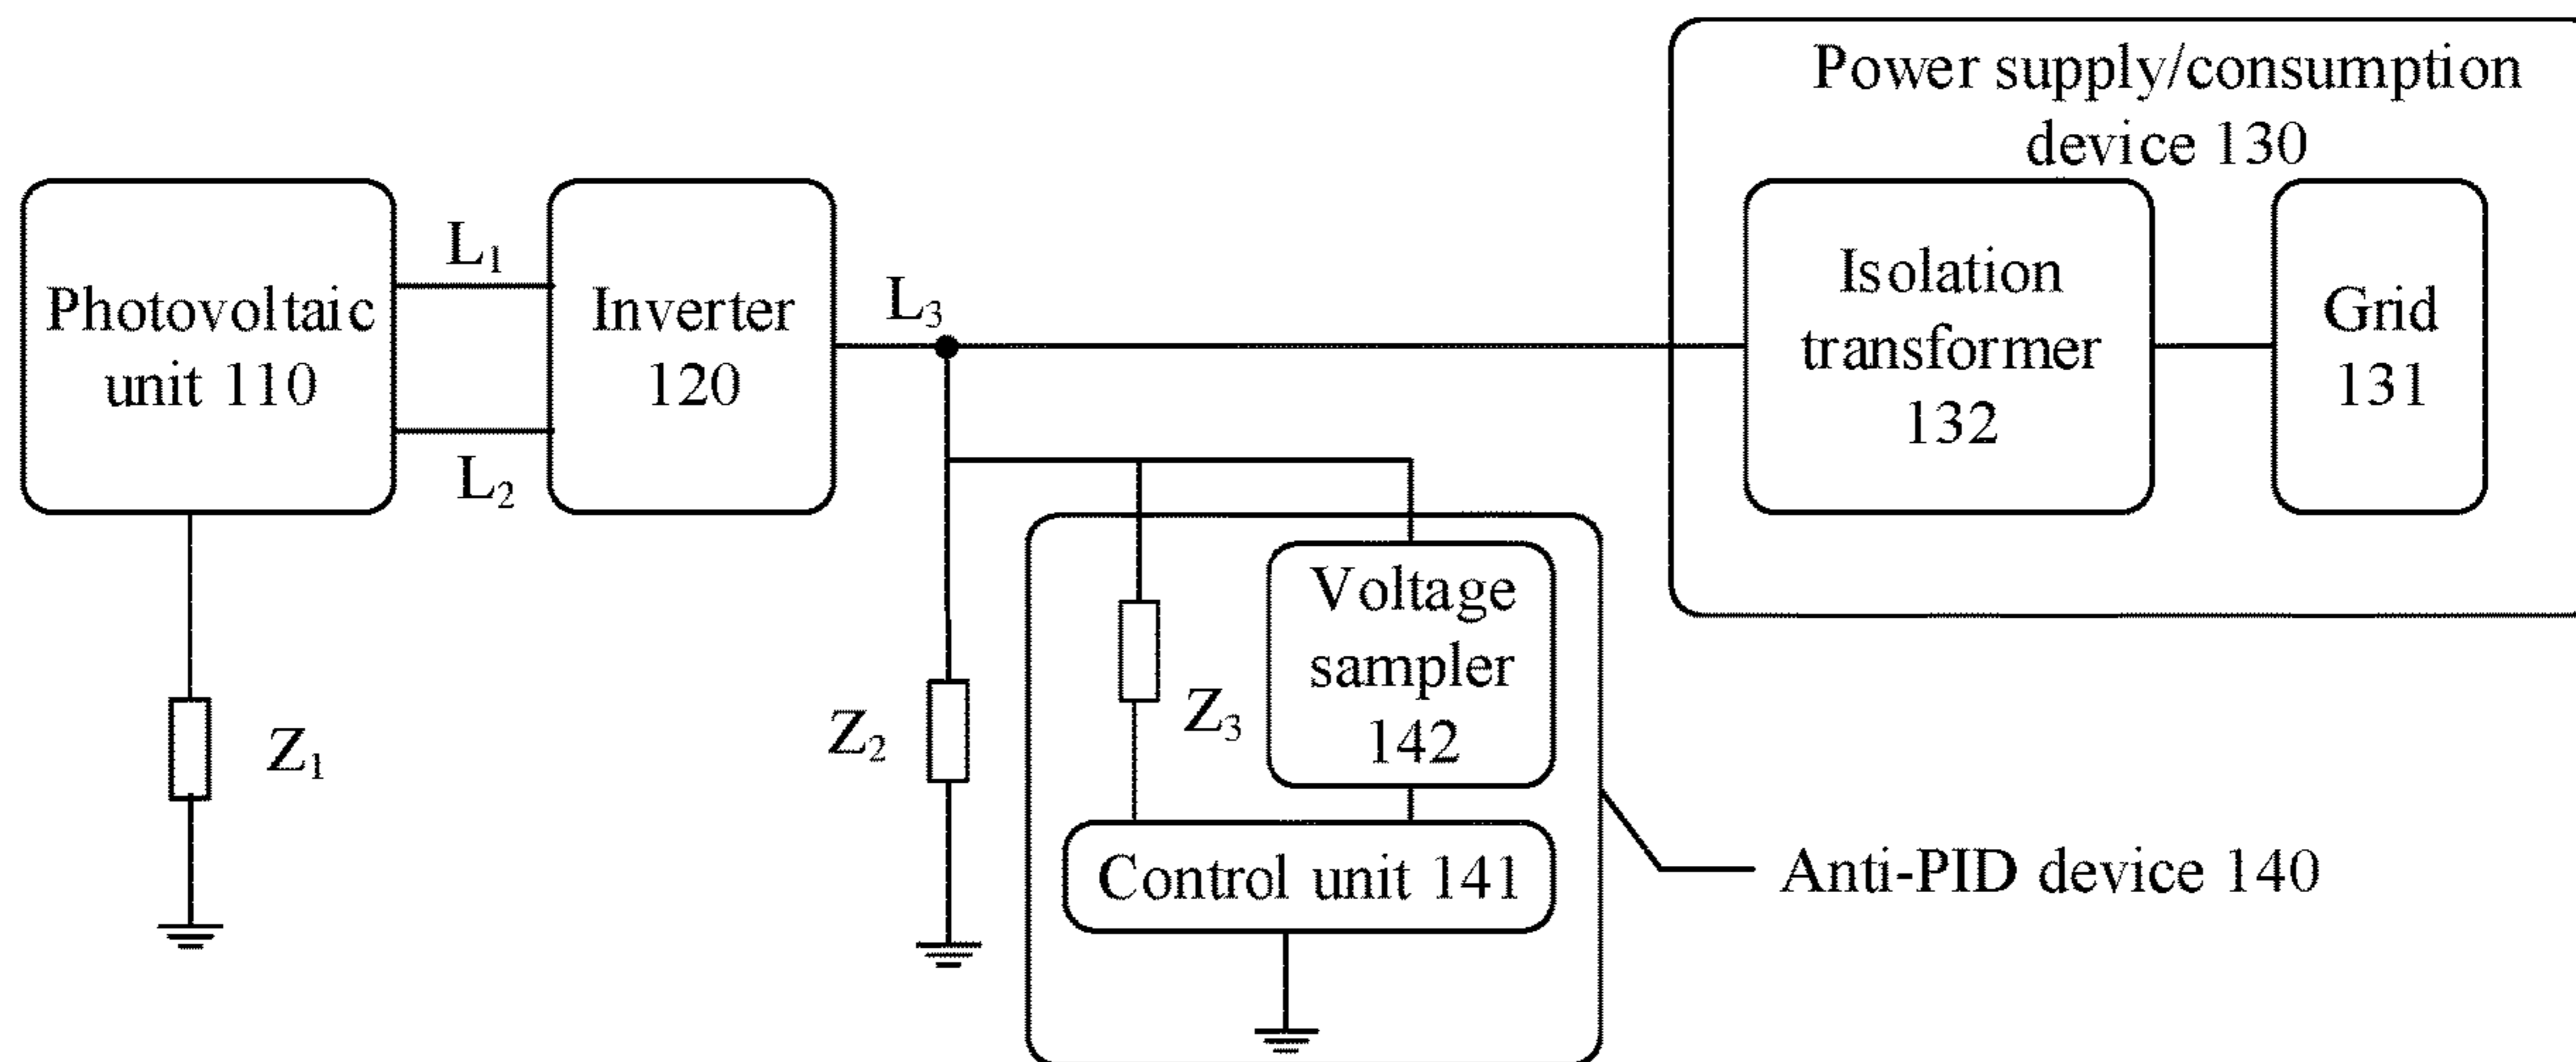 Power supply/consumption
device 130
Photovoltaic
unit 110
L₁
L₂
Inverter
120
L₃
Isolation
transformer
132
Grid
131
Z₁
Z₂
Z₃
Voltage
sampler
142
Control unit 141
Anti-PID device 140